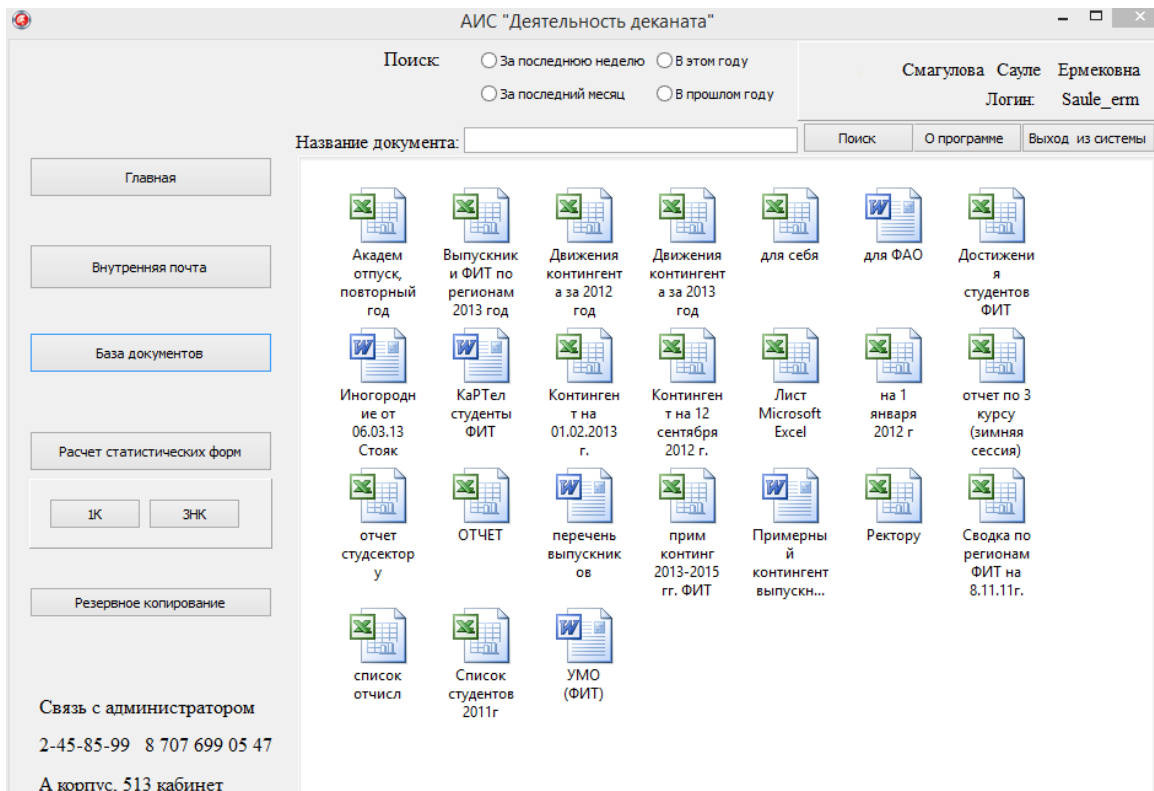 АИС "Деятельность деканата"
Поиск:
За последнюю неделю
В этом году
За последний месяц
В прошлом году
Смагулова Сауле Ермековна
Логин: Saule_erm
Название документа:
Поиск
О программе
Выход из системы
Главная
Внутренняя почта
База документов
Расчет статистических форм
1К
3НК
Резервное копирование
Связь с администратором
2-45-85-99 8 707 699 05 47
А корпус, 513 кабинет
Академ
отпуск,
повторный
год
Выпускник
и ФИТ по
регионам
2013 год
Движения
контингент
а за 2012
год
Движения
контингент
а за 2013
год
для себя
для ФАО
Достижени
я
студентов
ФИТ
Иногородн
ие от
06.03.13
Стояк
КаРТел
студенты
ФИТ
Континген
т на
01.02.2013
г.
Континген
т на 12
сентября
2012 г.
Лист
Microsoft
Excel
на 1
января
2012 г
отчет по 3
курсу
(зимняя
сессия)
отчет
студсектор
у
ОТЧЕТ
перечень
выпускник
ов
прим
континг
2013-2015
гг. ФИТ
Примерны
й
контингент
выпускн...
Ректору
Сводка по
регионам
ФИТ на
8.11.11г.
список
отчисл
Список
студентов
2011г
УМО
(ФИТ)